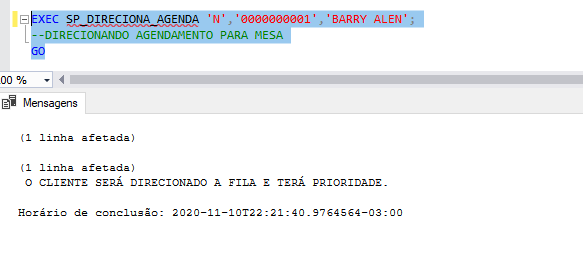 EXEC SP_DIRECIONA_AGENDA 'N','0000000001','BARRY ALEN';
--DIRECIONANDO AGENDAMENTO PARA MESA
GO
00 %
Mensagens
(1 linha afetada)
(1 linha afetada)
O CLIENTE SERÁ DIRECIONADO A FILA E TERÁ PRIORIDADE.
Horário de conclusão: 2020-11-10T22:21:40.9764564-03:00